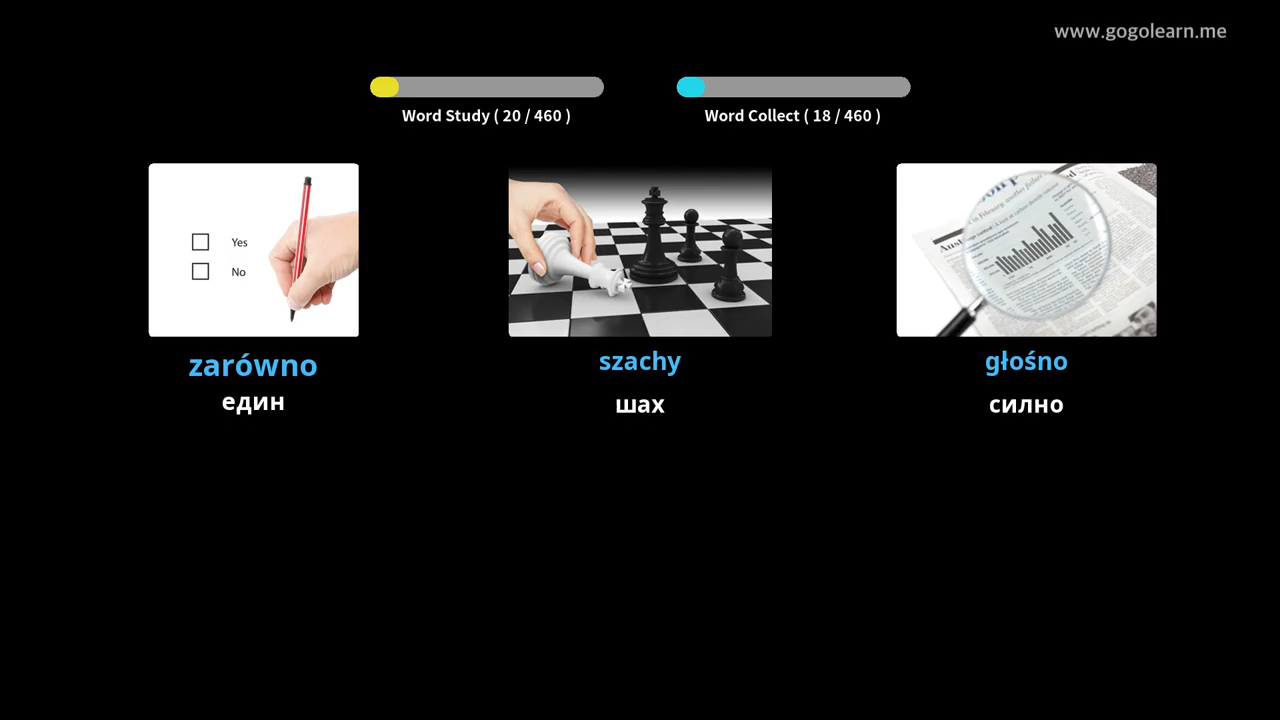 www.gogolearn.me
Word Study ( 20 / 460 )
Word Collect ( 18 / 460 )
Yes
No
zarówno
един
szachy
шах
głośno
силно